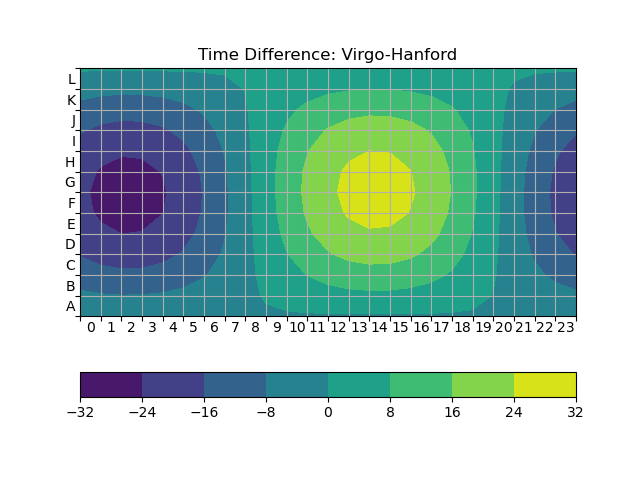 Time Difference: Virgo-Hanford
L
K
J
I
H
G
F
E
D
C
B
A
0 1 2 3 4 5 6 7 8 9 10 11 12 13 14 15 16 17 18 19 20 21 22 23
−32 −24 −16 −8 0 8 16 24 32